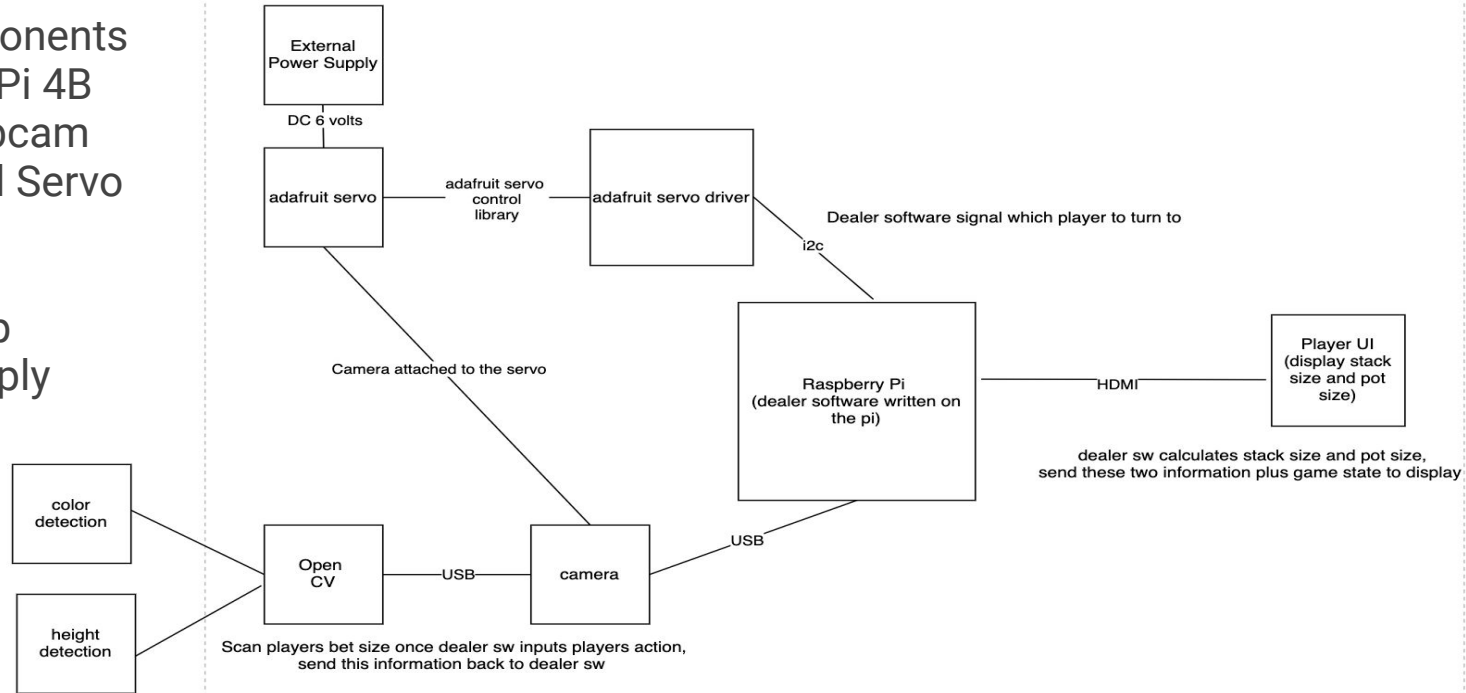 onents
Pi 4B
ocam
l Servo
o
ply
External
Power Supply
DC 6 volts
adafruit servo
adafruit servo
control
library
adafruit servo driver
Dealer software signal which player to turn to
i2c
Camera attached to the servo
Raspberry Pi
(dealer software written on
the pi)
HDMI
Player UI
(display stack
size and pot
size)
dealer sw calculates stack size and pot size,
send these two information plus game state to display
color
detection
height
detection
Open
CV
USB
camera
USB
Scan players bet size once dealer sw inputs players action,
send this information back to dealer sw